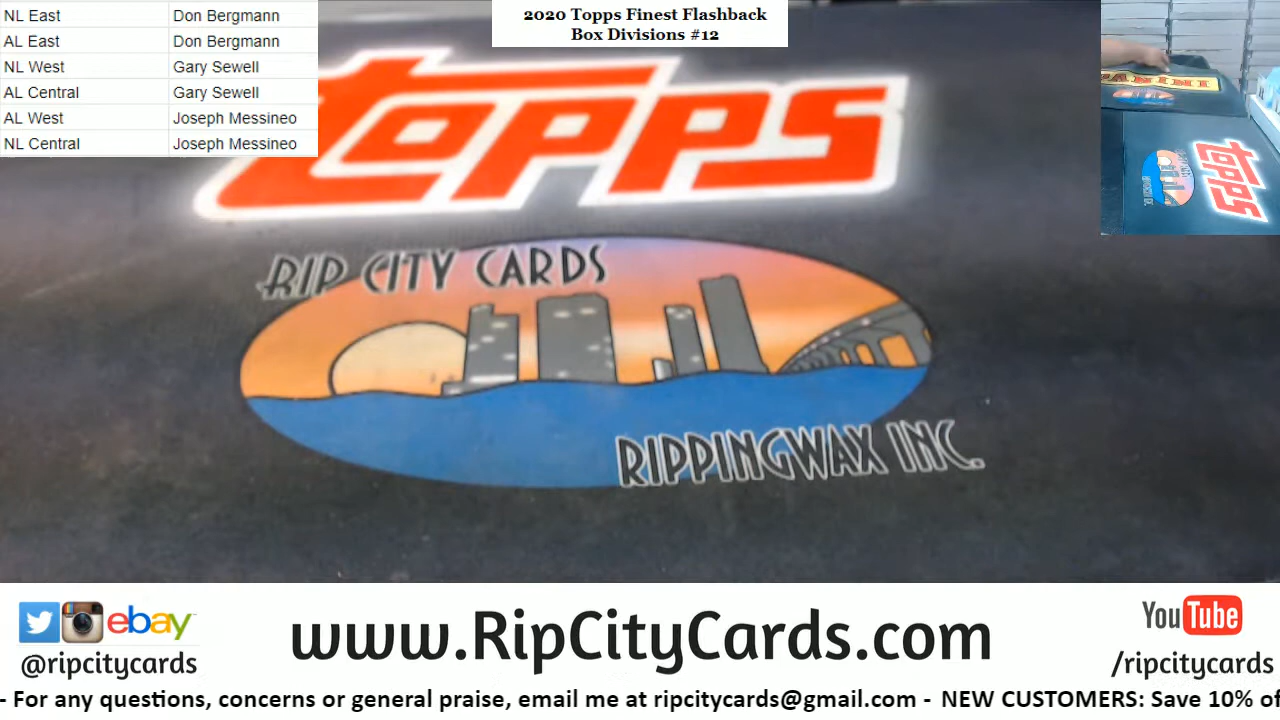 NL East Don Bergmann
AL East Don Bergmann
NL West Gary Sewell
AL Central Gary Sewell
AL West Joseph Messineo
NL Central Joseph Messineo
2020 Topps Finest Flashback
Box Divisions #12
topps
RIP CITY CARDS
RIPPINGWAX INC.
PANINI
topps
ebay
@ripcitycards
www.RipCityCards.com
YouTube
/ripcitycards
- For any questions, concerns or general praise, email me at ripcitycards@gmail.com - NEW CUSTOMERS: Save 10% of